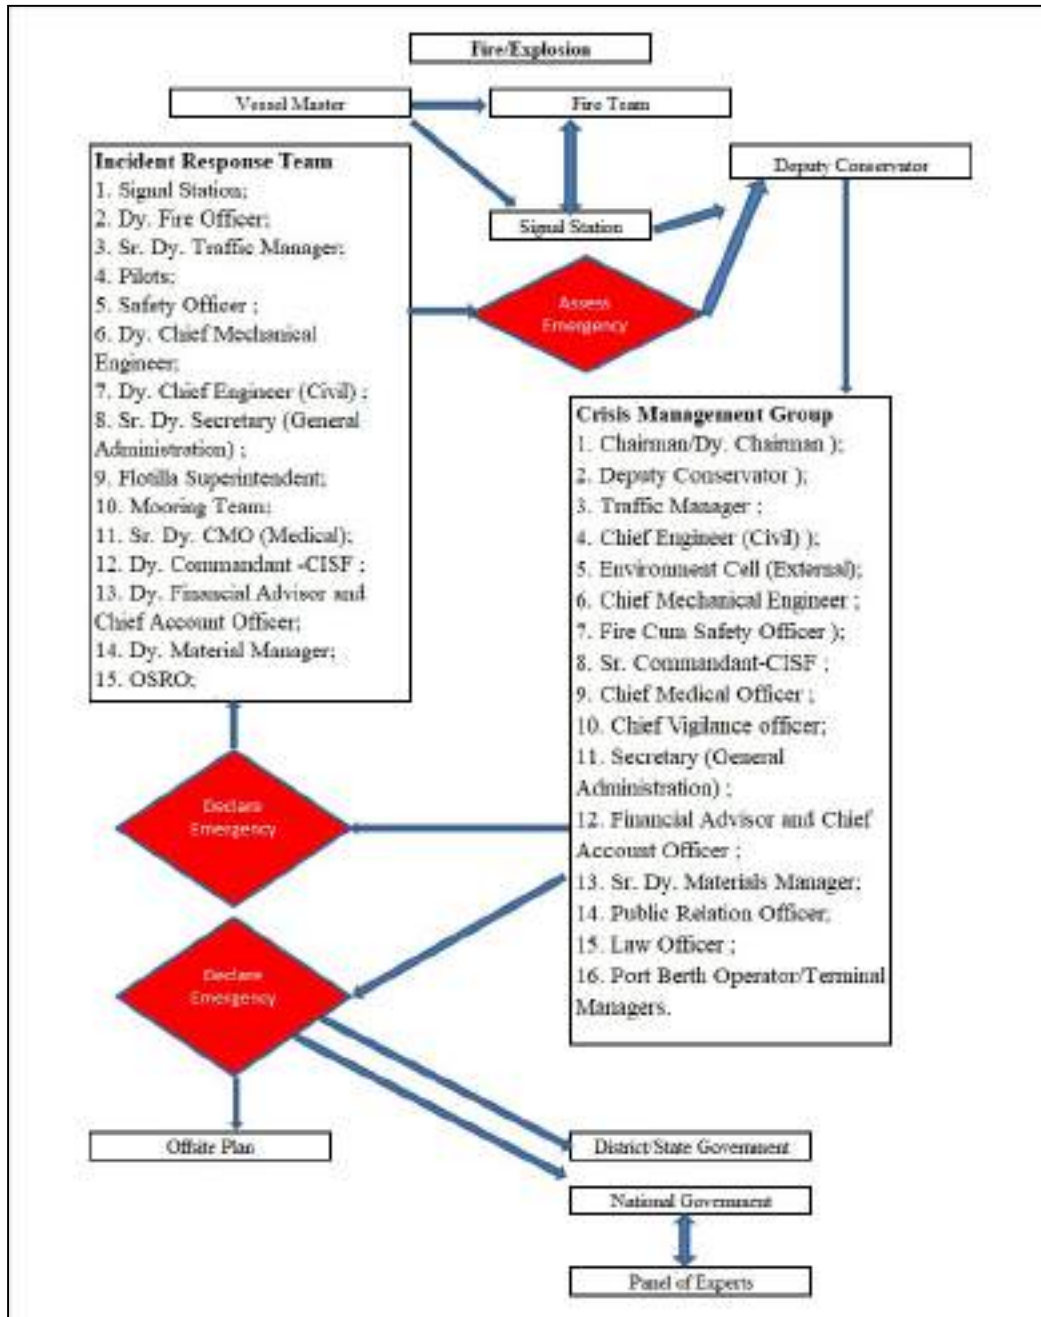 Fire/Explosion
Vessel Master
Fire Team
Deputy Conservator
Signal Station
Incident Response Team
1. Signal Station;
2. Dy. Fire Officer;
3. Sr. Dy. Traffic Manager;
4. Pilots;
5. Safety Officer ;
6. Dy. Chief Mechanical
Engineer;
7. Dy. Chief Engineer (Civil) ;
8. Sr. Dy. Secretary (General
Administration) ;
9. Flotilla Superintendent;
10. Mooring Team;
11. Sr. Dy. CMO (Medical);
12. Dy. Commandant -CISF ;
13. Dy. Financial Advisor and
Chief Account Officer;
14. Dy. Material Manager;
15. OSRO;
Assess
Emergency
Crisis Management Group
1. Chairman/Dy. Chairman );
2. Deputy Conservator );
3. Traffic Manager ;
4. Chief Engineer (Civil) );
5. Environment Cell (External);
6. Chief Mechanical Engineer ;
7. Fire Cum Safety Officer );
8. Sr. Commandant-CISF ;
9. Chief Medical Officer ;
10. Chief Vigilance officer;
11. Secretary (General
Administration) ;
12. Financial Advisor and Chief
Account Officer ;
13. Sr. Dy. Materials Manager;
14. Public Relation Officer;
15. Law Officer ;
16. Port Berth Operator/Terminal
Managers.
Declare
Emergency
Declare
Emergency
Offsite Plan
District/State Government
National Government
Panel of Experts